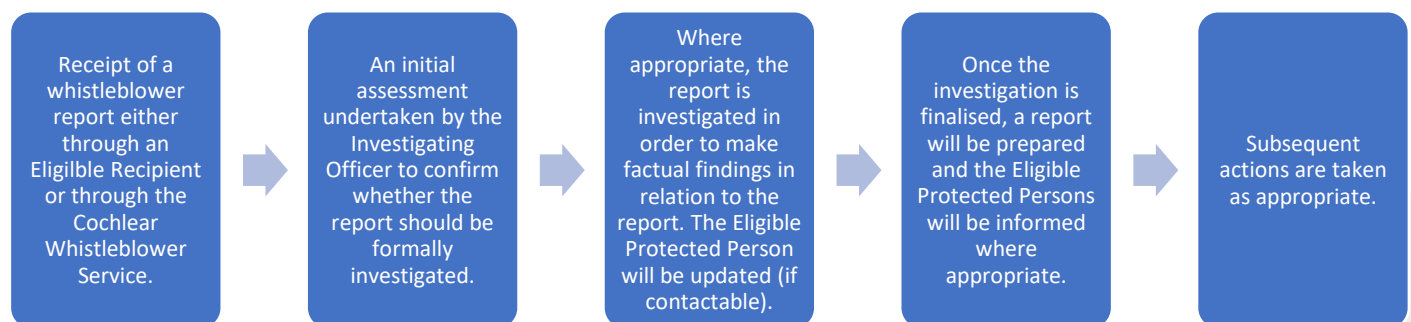 Receipt of a
whistleblower
report either
through an
Eligilble Recipient
or through the
Cochlear
Whistleblower
Service.
An initial
assessment
undertaken by the
Investigating
Officer to confirm
whether the
report should be
formally
investigated.
Where
appropriate, the
report is
investigated in
order to make
factual findings in
relation to the
report. The Eligible
Protected Person
will be updated (if
contactable).
Once the
investigation is
finalised, a report
will be prepared
and the Eligible
Protected Persons
will be informed
where
appropriate.
Subsequent
actions are taken
as appropriate.